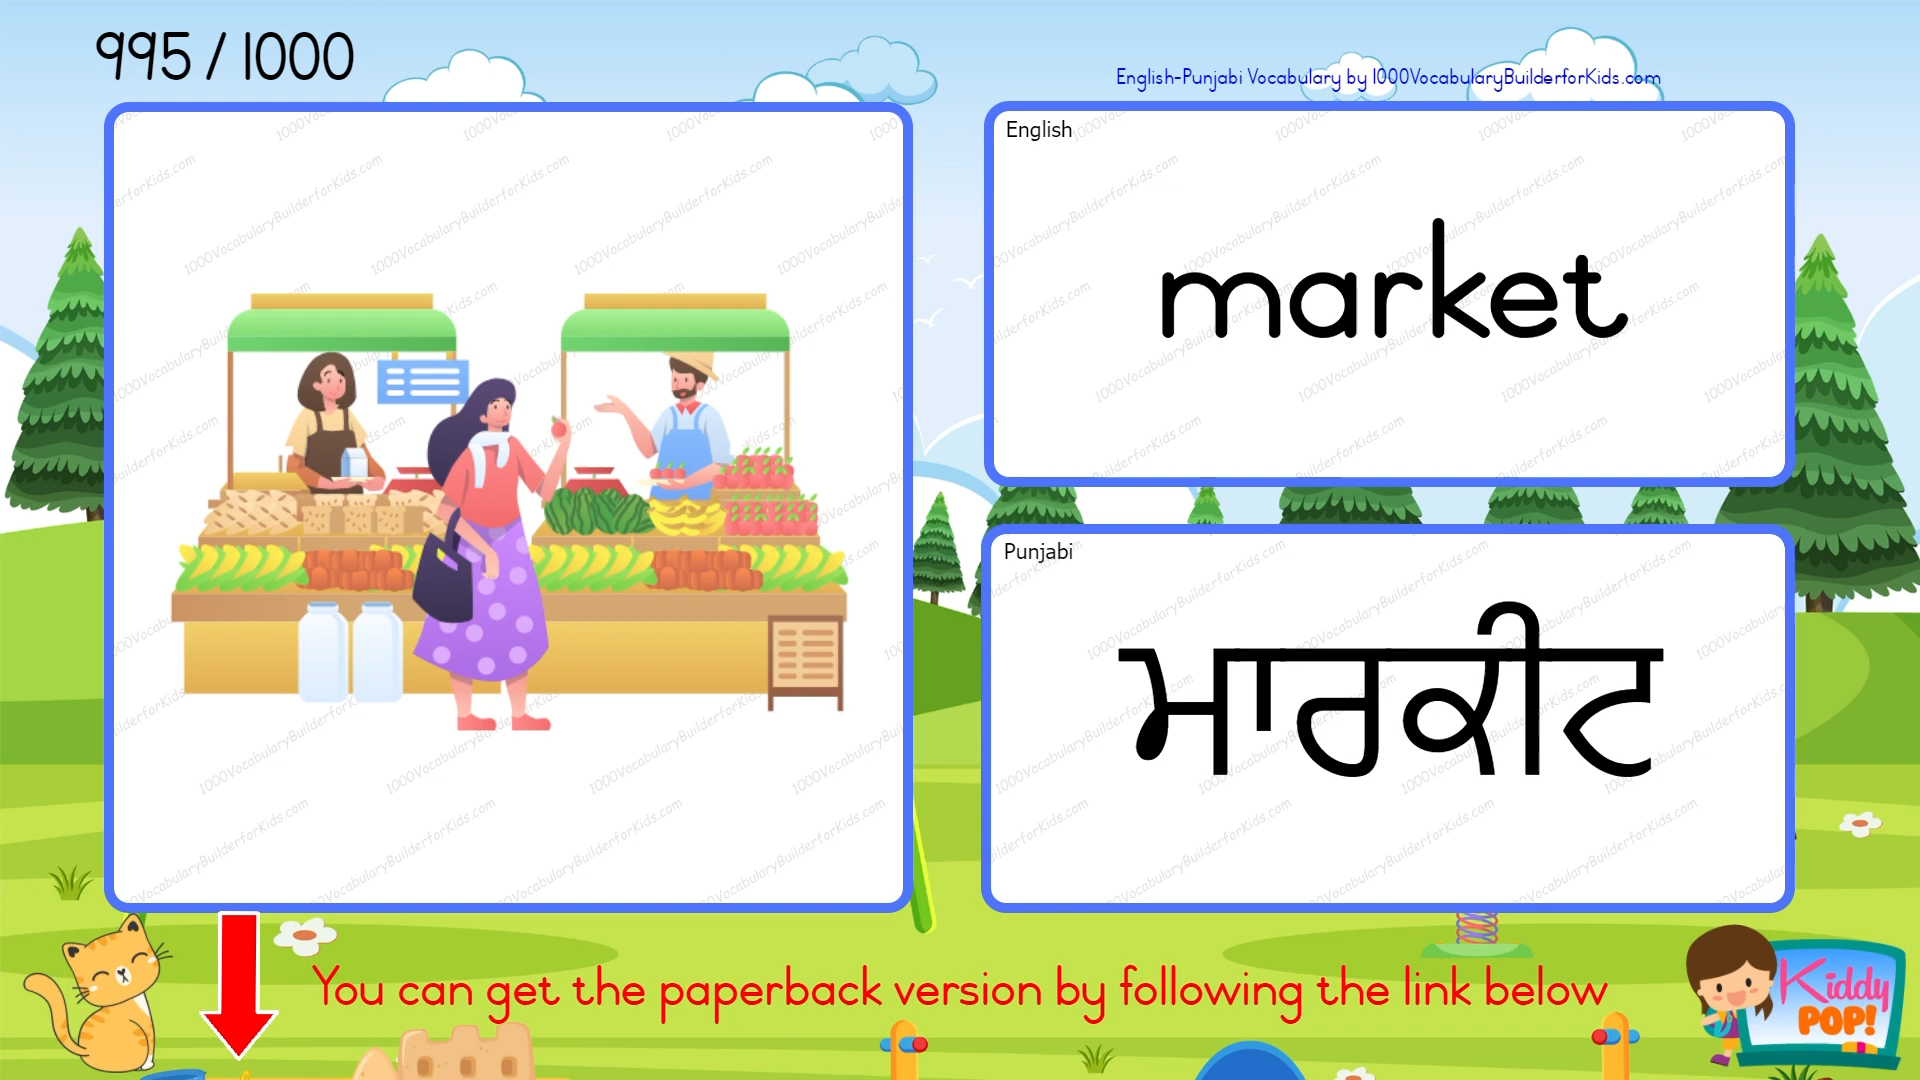 995 / 1000
English-Punjabi Vocabulary by 1000VocabularyBuilderforKids.com
English
market
Punjabi
ਮਾਰਕੀਟ
You can get the paperback version by following the link below
Kiddy
POP!